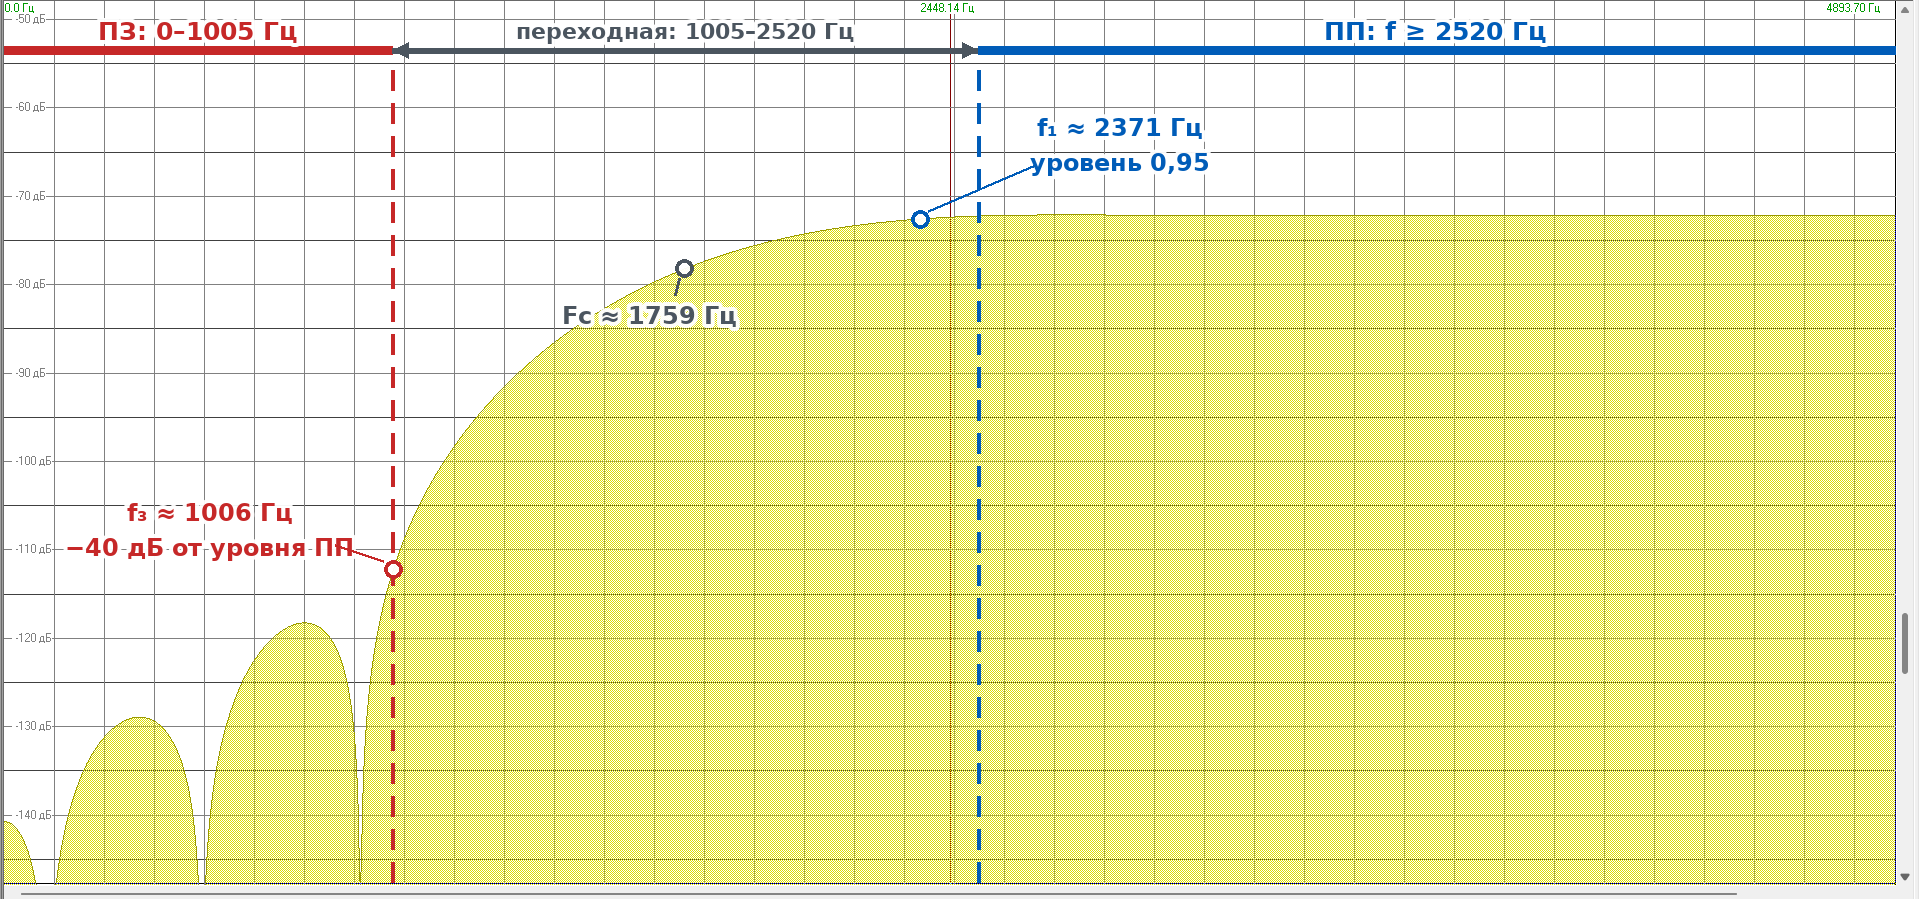 0.0 Гц
2448.14 Гц
4893.70 Гц
-50 дБ
ПЗ: 0–1005 Гц
переходная: 1005–2520 Гц
ПП: f ≥ 2520 Гц
-60 дБ
f₁ ≈ 2371 Гц
уровень 0,95
-70 дБ
-80 дБ
Fc ≈ 1759 Гц
-90 дБ
-100 дБ
f₃ ≈ 1006 Гц
−40 дБ от уровня ПП
-110 дБ
-120 дБ
-130 дБ
-140 дБ